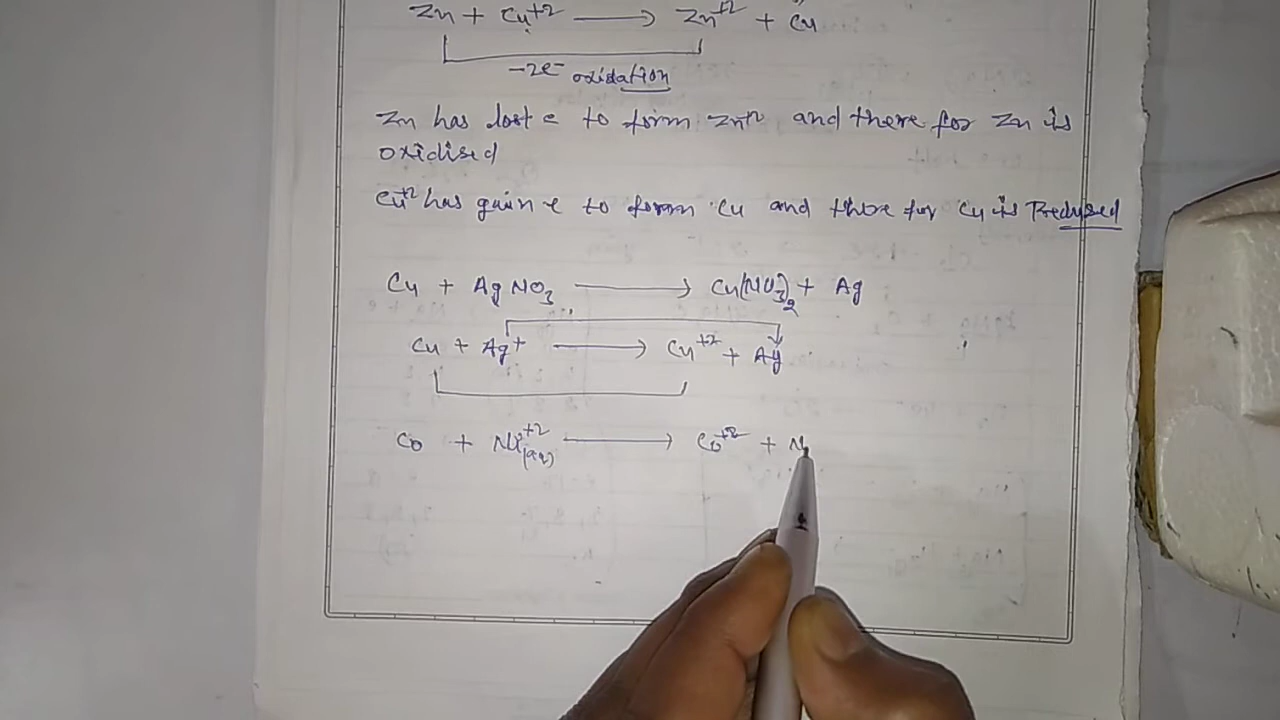 Zn + Cu+2 → Zn+2 + Cu
-2e- oxidation
Zn has lost e to form Zn+2 and there for Zn is
oxidised
Cu+2 has gain e to form Cu and there for Cu is Reduced
Cu + AgNO3 → Cu(NO3)2 + Ag
Cu + Ag+ → Cu+2 + Ag
Co + Ni+2(aq) → Co+2 + N